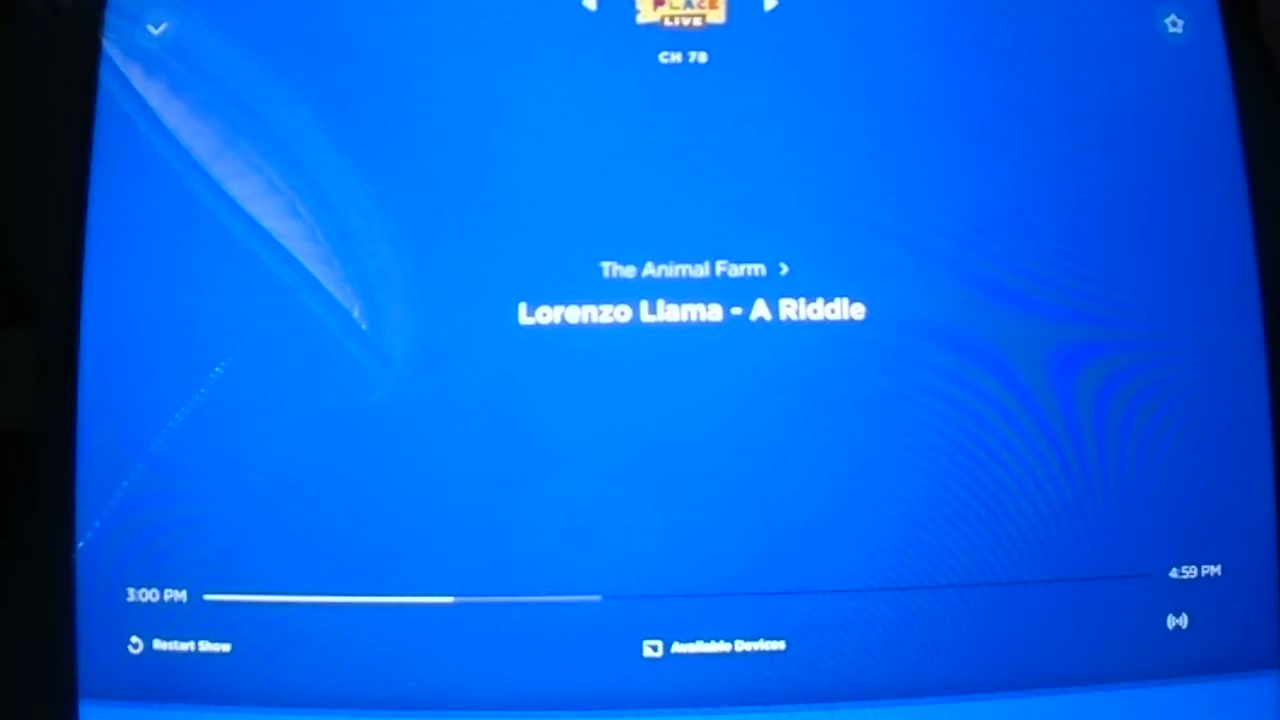 PLACE
LIVE
CH 78
The Animal Farm >
Lorenzo Llama - A Riddle
3:00 PM
4:59 PM
Restart Show
Available Devices